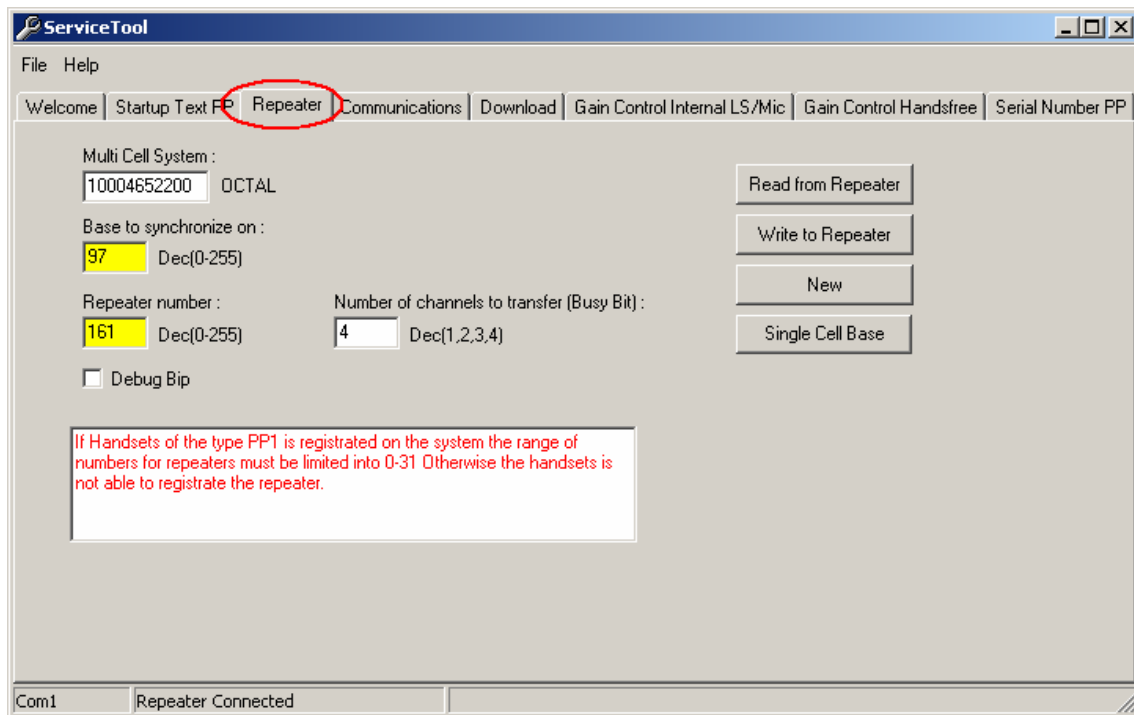 ServiceTool
File Help
Welcome Startup Text PP Repeater Communications Download Gain Control Internal LS/Mic Gain Control Handsfree Serial Number PP
Multi Cell System :
10004652200 OCTAL
Read from Repeater
Base to synchronize on :
97 Dec(0-255)
Write to Repeater
New
Repeater number : Number of channels to transfer (Busy Bit) :
161 Dec(0-255) 4 Dec(1,2,3,4)
Single Cell Base
Debug Bip
If Handsets of the type PP1 is registrated on the system the range of
numbers for repeaters must be limited into 0-31 Otherwise the handsets is
not able to registrate the repeater.
Com1 Repeater Connected